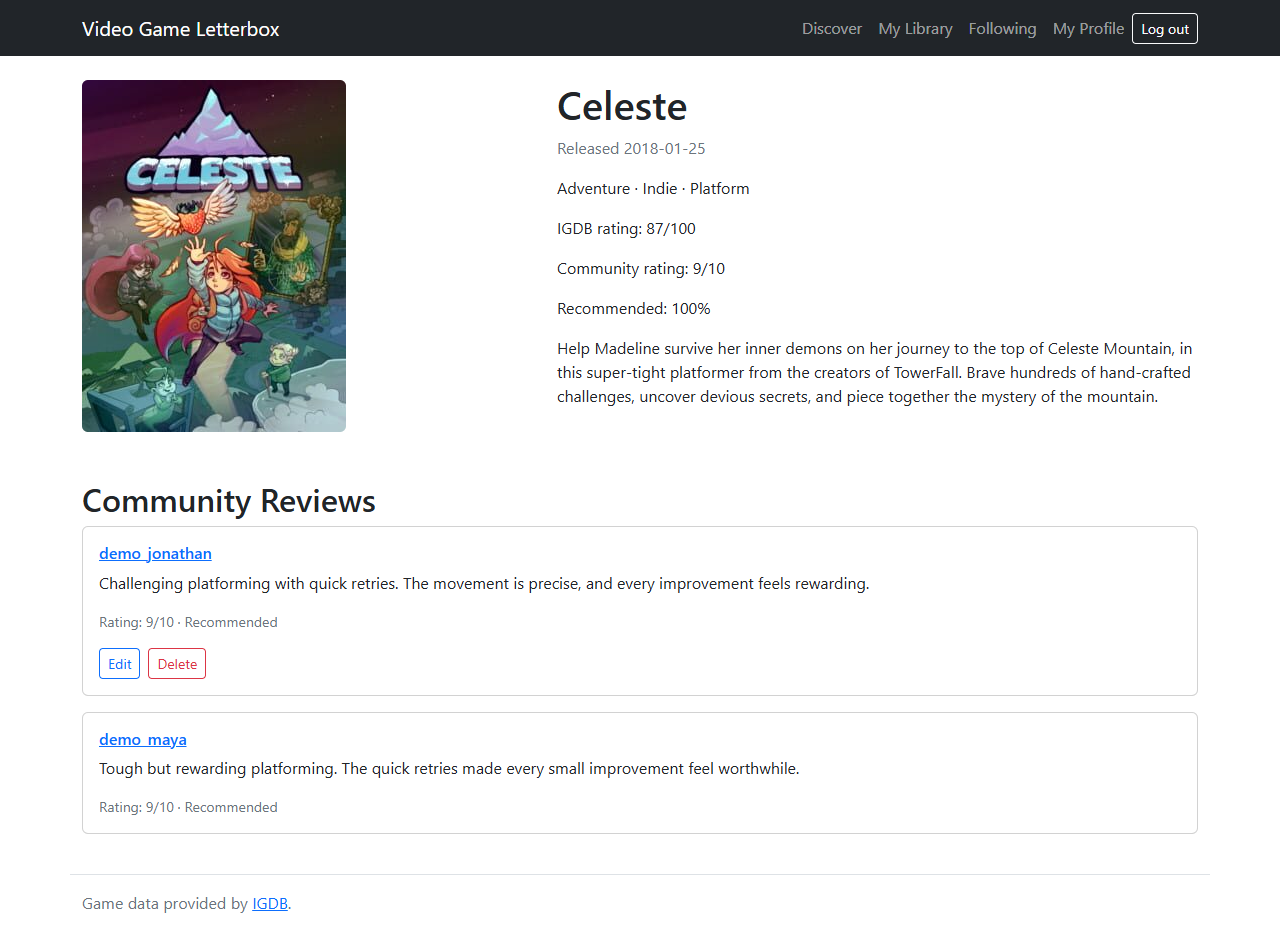 Video Game Letterbox
Discover My Library Following My Profile Log out
CELESTE
Celeste
Released 2018-01-25
Adventure · Indie · Platform
IGDB rating: 87/100
Community rating: 9/10
Recommended: 100%
Help Madeline survive her inner demons on her journey to the top of Celeste Mountain, in
this super-tight platformer from the creators of TowerFall. Brave hundreds of hand-crafted
challenges, uncover devious secrets, and piece together the mystery of the mountain.
Community Reviews
demo_jonathan
Challenging platforming with quick retries. The movement is precise, and every improvement feels rewarding.
Rating: 9/10 · Recommended
Edit Delete
demo_maya
Tough but rewarding platforming. The quick retries made every small improvement feel worthwhile.
Rating: 9/10 · Recommended
Game data provided by IGDB.